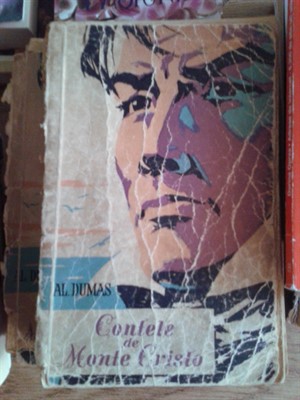 AL DUMAS
Contele
de
Monte Cristo